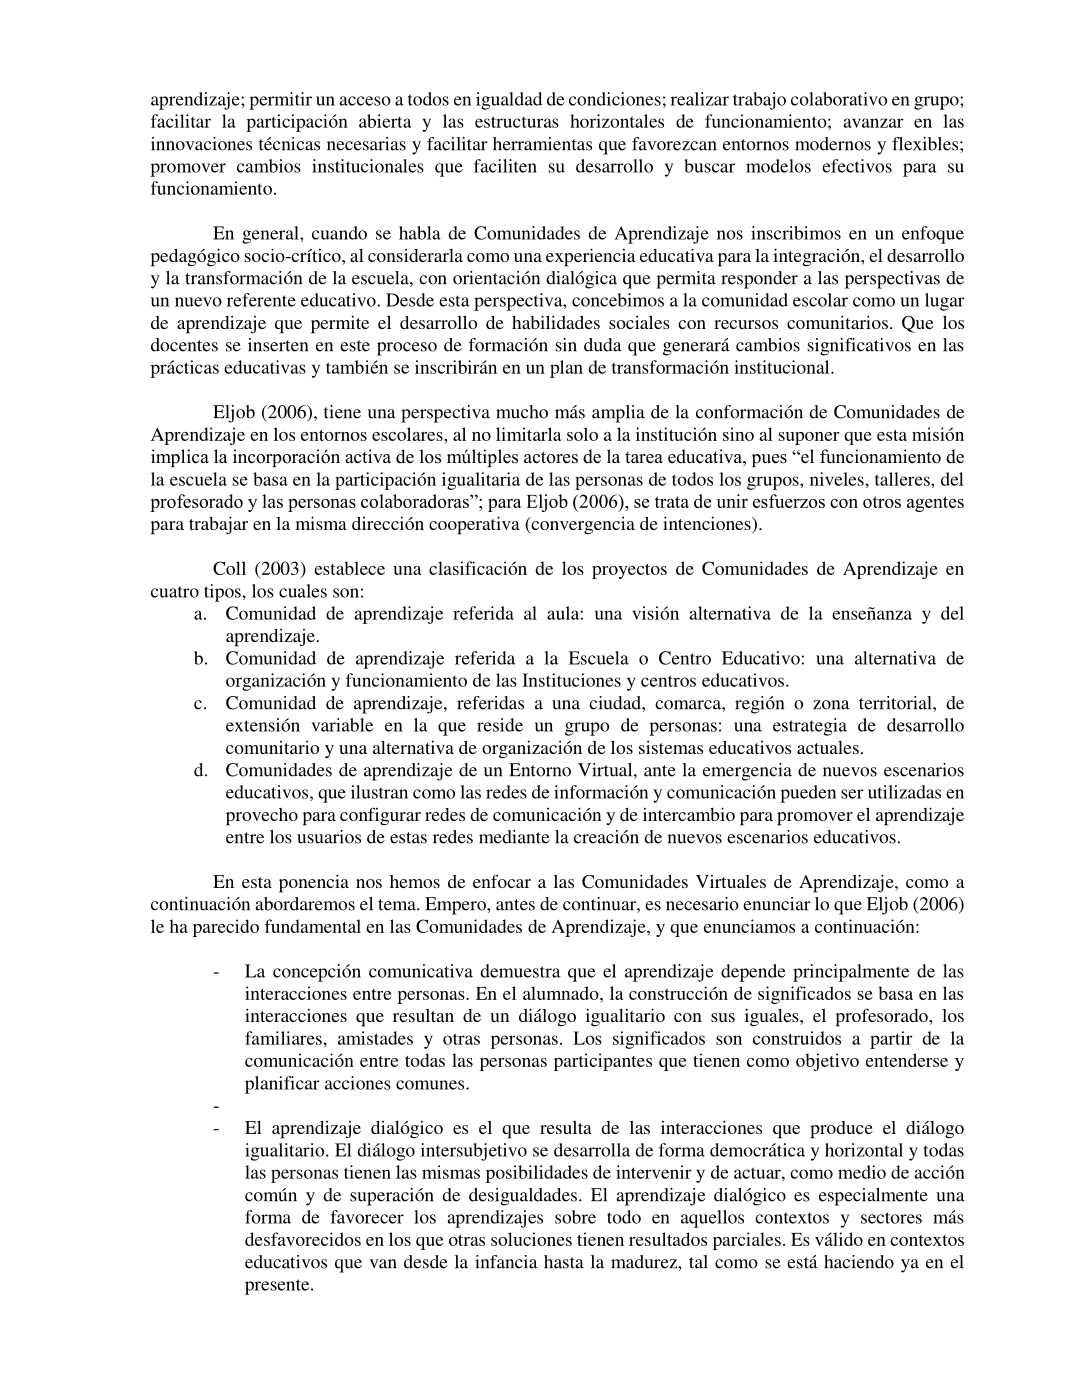 aprendizaje; permitir un acceso a todos en igualdad de condiciones; realizar trabajo colaborativo en grupo;
facilitar la participación abierta y las estructuras horizontales de funcionamiento; avanzar en las
innovaciones técnicas necesarias y facilitar herramientas que favorezcan entornos modernos y flexibles;
promover cambios institucionales que faciliten su desarrollo y buscar modelos efectivos para su
funcionamiento.
En general, cuando se habla de Comunidades de Aprendizaje nos inscribimos en un enfoque
pedagógico socio-crítico, al considerarla como una experiencia educativa para la integración, el desarrollo
y la transformación de la escuela, con orientación dialógica que permita responder a las perspectivas de
un nuevo referente educativo. Desde esta perspectiva, concebimos a la comunidad escolar como un lugar
de aprendizaje que permite el desarrollo de habilidades sociales con recursos comunitarios. Que los
docentes se inserten en este proceso de formación sin duda que generará cambios significativos en las
prácticas educativas y también se inscribirán en un plan de transformación institucional.
Eljob (2006), tiene una perspectiva mucho más amplia de la conformación de Comunidades de
Aprendizaje en los entornos escolares, al no limitarla solo a la institución sino al suponer que esta misión
implica la incorporación activa de los múltiples actores de la tarea educativa, pues “el funcionamiento de
la escuela se basa en la participación igualitaria de las personas de todos los grupos, niveles, talleres, del
profesorado y las personas colaboradoras”; para Eljob (2006), se trata de unir esfuerzos con otros agentes
para trabajar en la misma dirección cooperativa (convergencia de intenciones).
Coll (2003) establece una clasificación de los proyectos de Comunidades de Aprendizaje en
cuatro tipos, los cuales son:
a. Comunidad de aprendizaje referida al aula: una visión alternativa de la enseñanza y del
aprendizaje.
b. Comunidad de aprendizaje referida a la Escuela o Centro Educativo: una alternativa de
organización y funcionamiento de las Instituciones y centros educativos.
c. Comunidad de aprendizaje, referidas a una ciudad, comarca, región o zona territorial, de
extensión variable en la que reside un grupo de personas: una estrategia de desarrollo
comunitario y una alternativa de organización de los sistemas educativos actuales.
d. Comunidades de aprendizaje de un Entorno Virtual, ante la emergencia de nuevos escenarios
educativos, que ilustran como las redes de información y comunicación pueden ser utilizadas en
provecho para configurar redes de comunicación y de intercambio para promover el aprendizaje
entre los usuarios de estas redes mediante la creación de nuevos escenarios educativos.
En esta ponencia nos hemos de enfocar a las Comunidades Virtuales de Aprendizaje, como a
continuación abordaremos el tema. Empero, antes de continuar, es necesario enunciar lo que Eljob (2006)
le ha parecido fundamental en las Comunidades de Aprendizaje, y que enunciamos a continuación:
- La concepción comunicativa demuestra que el aprendizaje depende principalmente de las
interacciones entre personas. En el alumnado, la construcción de significados se basa en las
interacciones que resultan de un diálogo igualitario con sus iguales, el profesorado, los
familiares, amistades y otras personas. Los significados son construidos a partir de la
comunicación entre todas las personas participantes que tienen como objetivo entenderse y
planificar acciones comunes.
-
- El aprendizaje dialógico es el que resulta de las interacciones que produce el diálogo
igualitario. El diálogo intersubjetivo se desarrolla de forma democrática y horizontal y todas
las personas tienen las mismas posibilidades de intervenir y de actuar, como medio de acción
común y de superación de desigualdades. El aprendizaje dialógico es especialmente una
forma de favorecer los aprendizajes sobre todo en aquellos contextos y sectores más
desfavorecidos en los que otras soluciones tienen resultados parciales. Es válido en contextos
educativos que van desde la infancia hasta la madurez, tal como se está haciendo ya en el
presente.